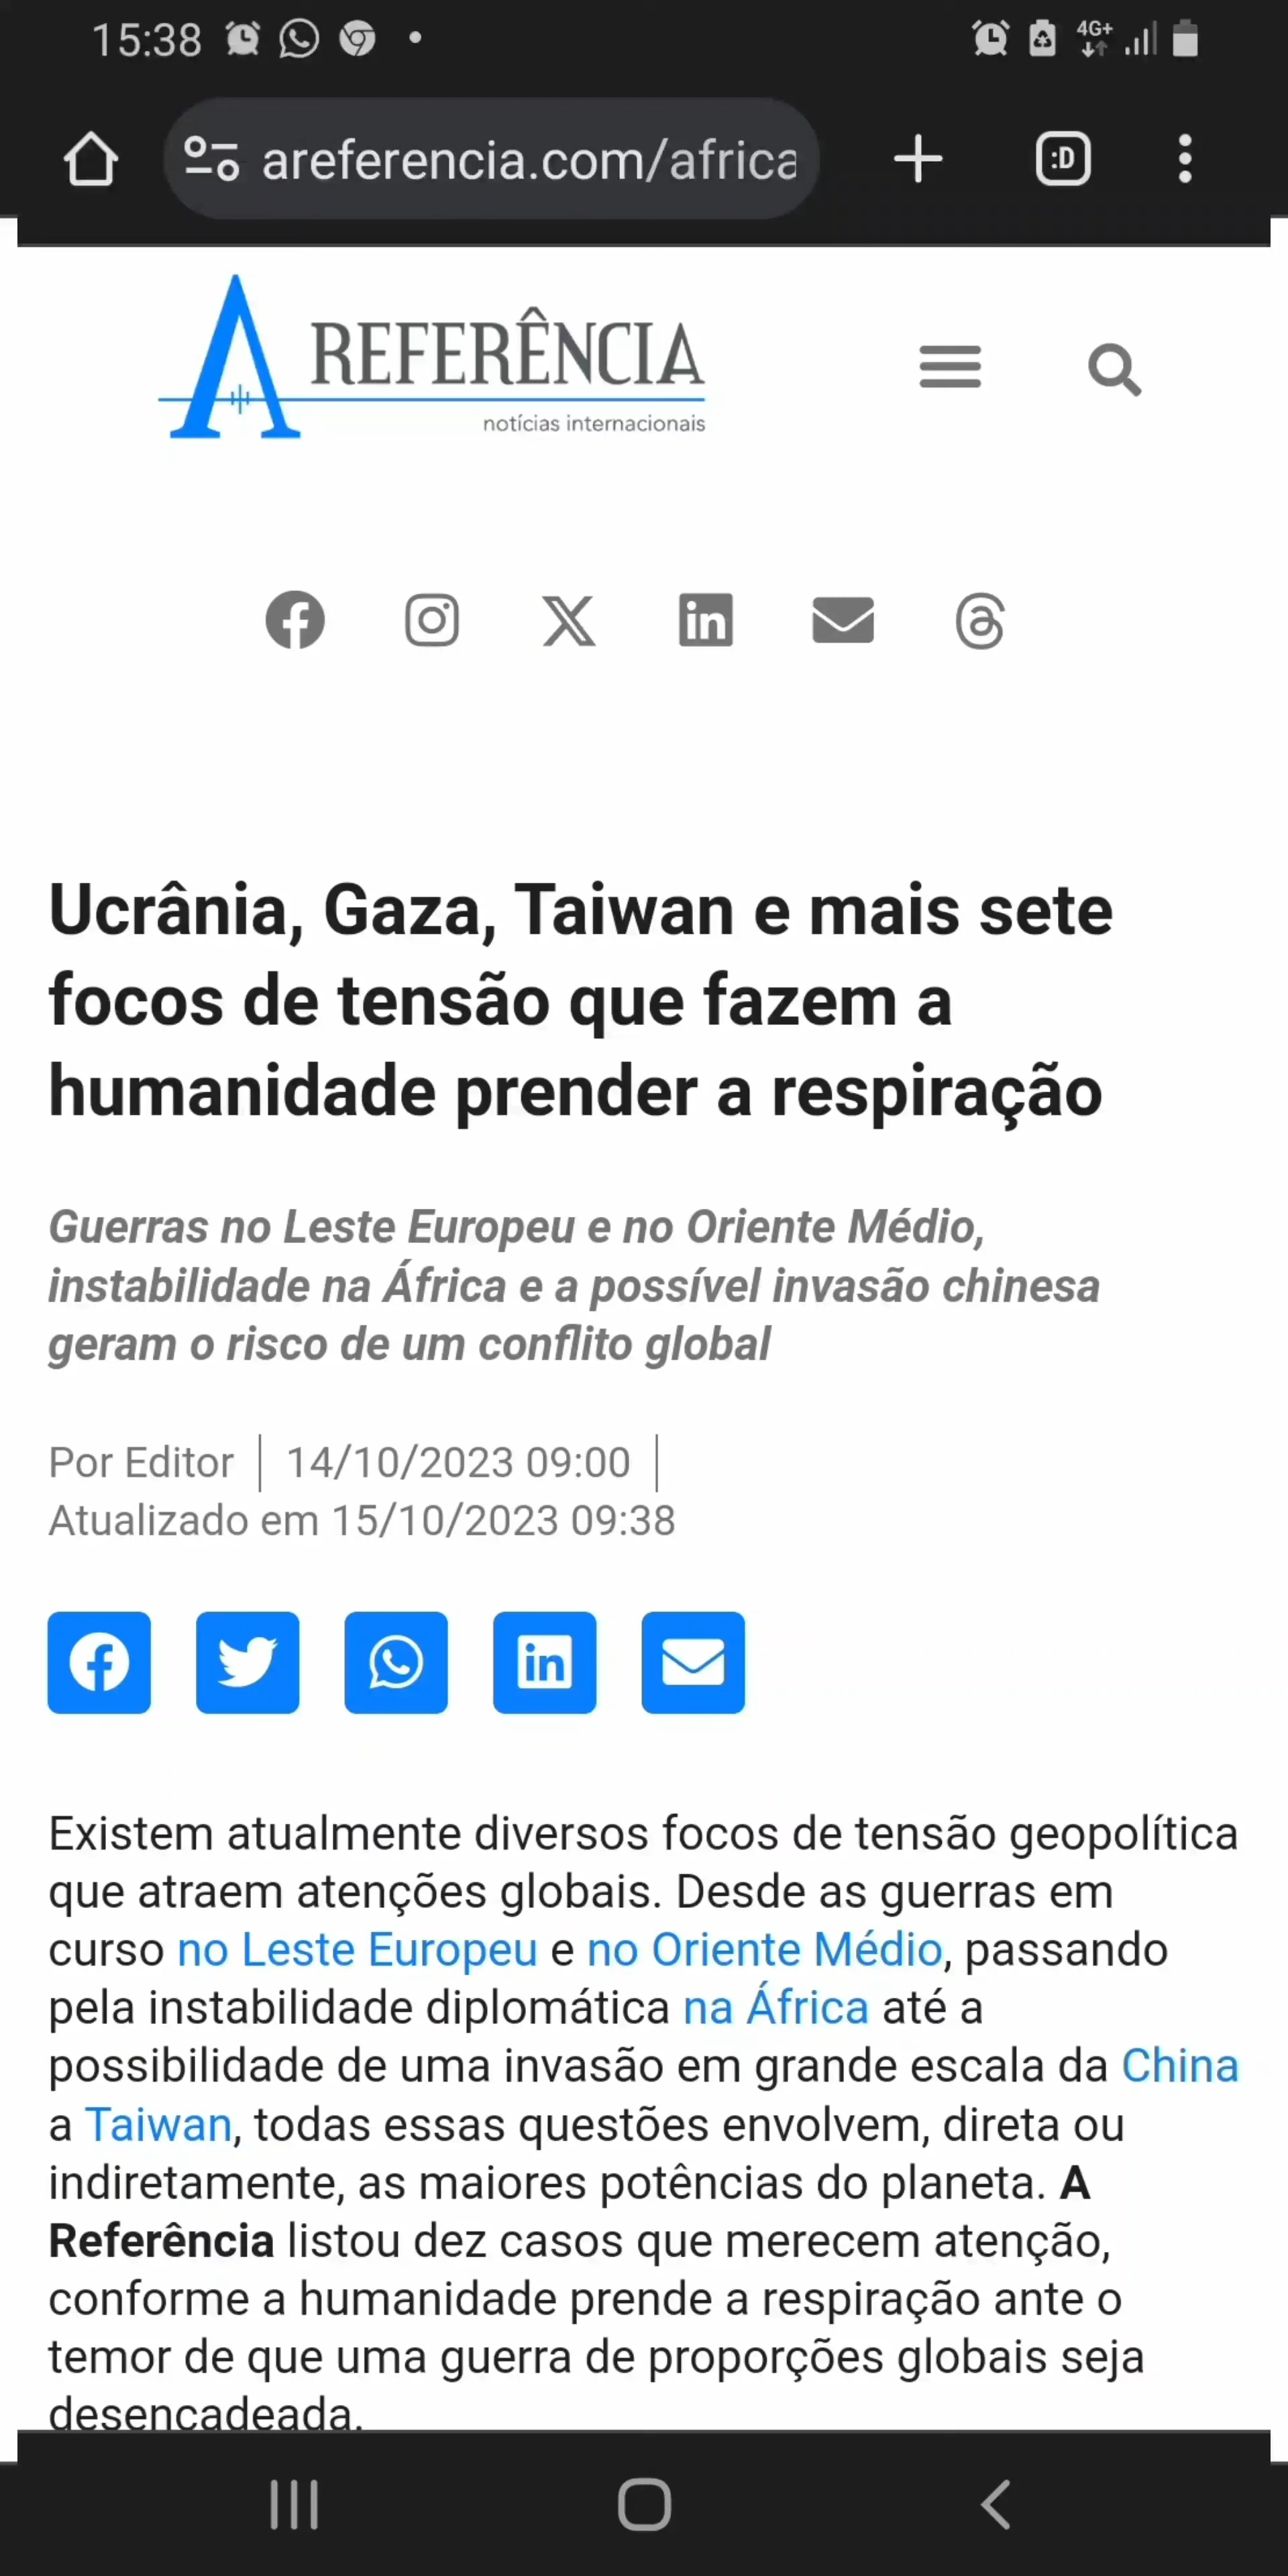 15:38
4G+
areferencia.com/africa
:D
A REFERÊNCIA
notícias internacionais
Ucrânia, Gaza, Taiwan e mais sete
focos de tensão que fazem a
humanidade prender a respiração
Guerras no Leste Europeu e no Oriente Médio,
instabilidade na África e a possível invasão chinesa
geram o risco de um conflito global
Por Editor | 14/10/2023 09:00 |
Atualizado em 15/10/2023 09:38
Existem atualmente diversos focos de tensão geopolítica
que atraem atenções globais. Desde as guerras em
curso no Leste Europeu e no Oriente Médio, passando
pela instabilidade diplomática na África até a
possibilidade de uma invasão em grande escala da China
a Taiwan, todas essas questões envolvem, direta ou
indiretamente, as maiores potências do planeta. A
Referência listou dez casos que merecem atenção,
conforme a humanidade prende a respiração ante o
temor de que uma guerra de proporções globais seja
desencadeada.